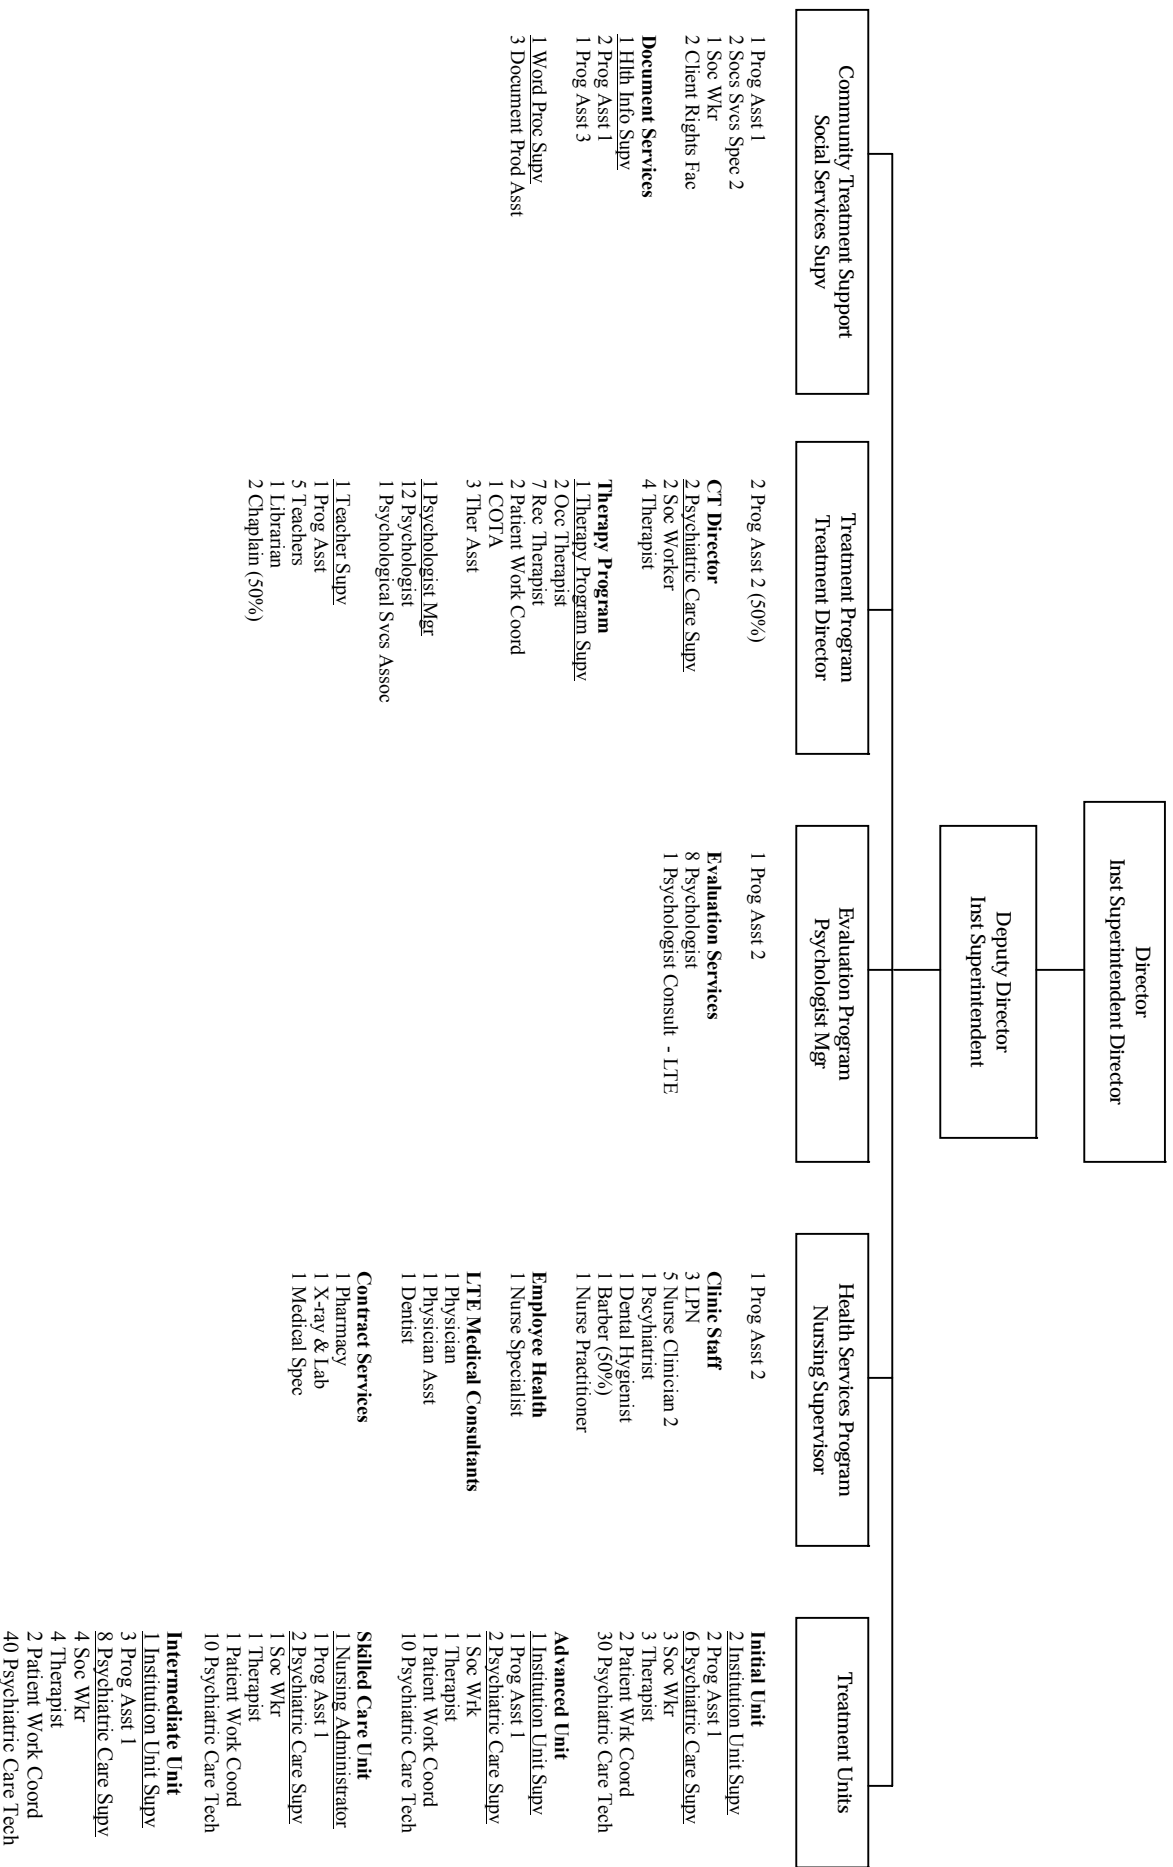 Director
Inst Superintendent Director
Deputy Director
Inst Superintendent
Community Treatment Support
Social Services Supv
1 Prog Asst 1
2 Socs Svcs Spec 2
1 Soc Wkr
2 Client Rights Fac
Document Services
1 Hlth Info Supv
2 Prog Asst 1
1 Prog Asst 3
1 Word Proc Supv
3 Document Prod Asst
Treatment Program
Treatment Director
2 Prog Asst 2 (50%)
CT Director
2 Psychiatric Care Supv
2 Soc Worker
4 Therapist
Therapy Program
1 Therapy Program Supv
2 Occ Therapist
7 Rec Therapist
2 Patient Work Coord
1 COTA
3 Ther Asst
1 Psychologist Mgr
12 Psychologist
1 Psychological Svcs Assoc
1 Teacher Supv
1 Prog Asst
5 Teachers
1 Librarian
2 Chaplain (50%)
Evaluation Program
Psychologist Mgr
1 Prog Asst 2
Evaluation Services
8 Psychologist
1 Psychologist Consult - LTE
Health Services Program
Nursing Supervisor
1 Prog Asst 2
Clinic Staff
3 LPN
5 Nurse Clinician 2
1 Pscyhiatrist
1 Dental Hygienist
1 Barber (50%)
1 Nurse Practitioner
Employee Health
1 Nurse Specialist
LTE Medical Consultants
1 Physician
1 Physician Asst
1 Dentist
Contract Services
1 Pharmacy
1 X-ray & Lab
1 Medical Spec
Treatment Units
Initial Unit
2 Institution Unit Supv
2 Prog Asst 1
6 Psychiatric Care Supv
3 Soc Wkr
3 Therapist
2 Patient Wrk Coord
30 Psychiatric Care Tech
Advanced Unit
1 Institution Unit Supv
1 Prog Asst 1
2 Psychiatric Care Supv
1 Soc Wrk
1 Therapist
1 Patient Work Coord
10 Psychiatric Care Tech
Skilled Care Unit
1 Nursing Administrator
1 Prog Asst 1
2 Psychiatric Care Supv
1 Soc Wkr
1 Therapist
1 Patient Work Coord
10 Psychiatric Care Tech
Intermediate Unit
1 Institution Unit Supv
3 Prog Asst 1
8 Psychiatric Care Supv
4 Soc Wkr
4 Therapist
2 Patient Work Coord
40 Psychiatric Care Tech